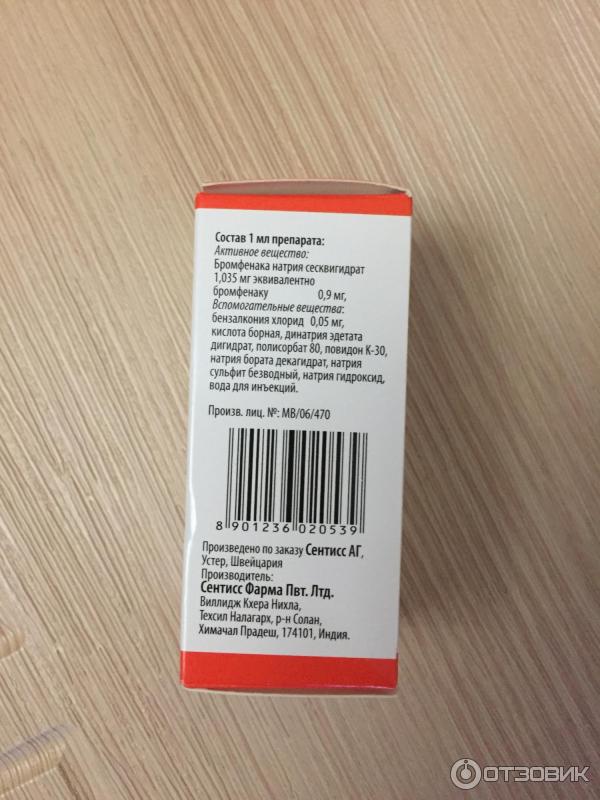 Состав 1 мл препарата:
Активное вещество:
Бромфенака натрия сесквигидрат
1,035 мг эквивалентно
бромфенаку 0,9 мг,
Вспомогательные вещества:
бензалкония хлорид 0,05 мг,
кислота борная, динатрия эдетата
дигидрат, полисорбат 80, повидон К-30,
натрия бората декагидрат, натрия
сульфит безводный, натрия гидроксид,
вода для инъекций.
Произв. лиц. №: MB/06/470
8 901236 020539
Произведено по заказу Сентисс АГ,
Устер, Швейцария
Производитель:
Сентисс Фарма Пвт. Лтд.
Виллидж Кхера Нихла,
Техсил Налагарх, р-н Солан,
Химачал Прадеш, 174101, Индия.
ОТЗОВИК